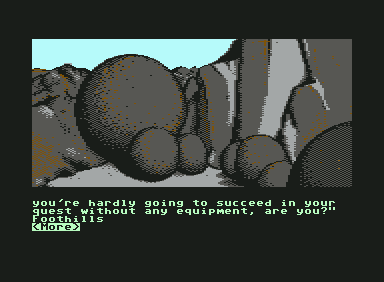 you're hardly going to succeed in your
quest without any equipment, are you?"
Foothills
<More>